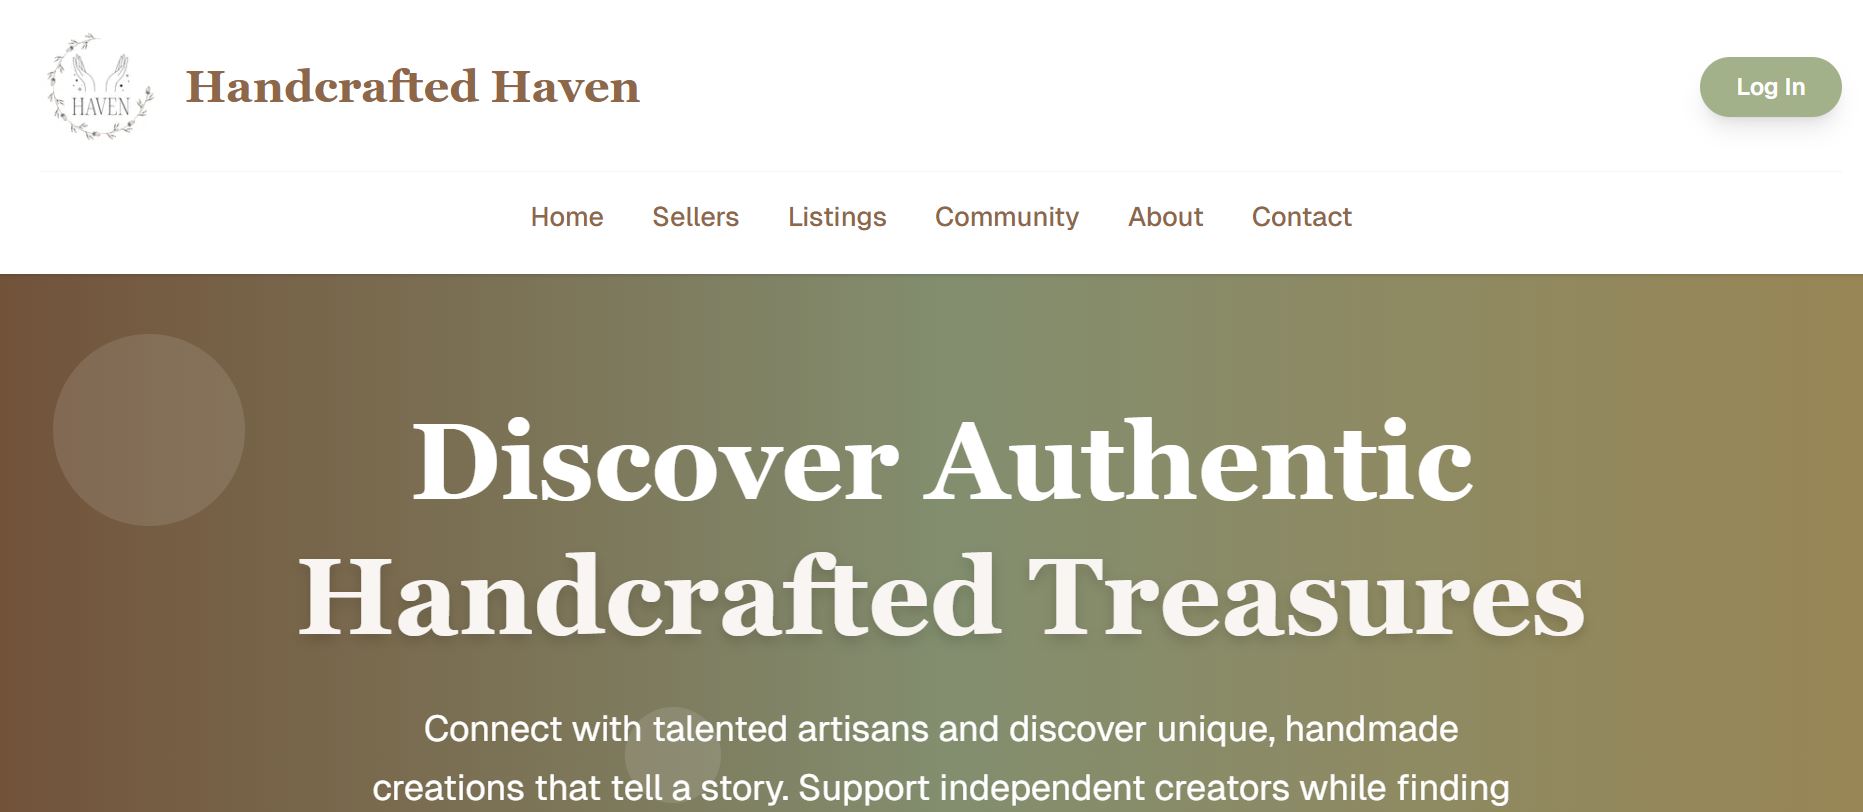 HAVEN
Handcrafted Haven
Log In
Home Sellers Listings Community About Contact
Discover Authentic
Handcrafted Treasures
Connect with talented artisans and discover unique, handmade
creations that tell a story. Support independent creators while finding